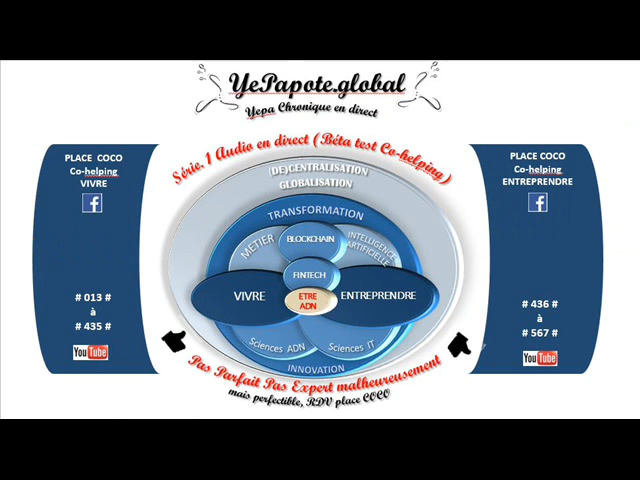 YePapote.global
Yepa Chronique en direct
Série, 1 Audio en direct ( Béta test Co-helping)
PLACE COCO
Co-helping
VIVRE
# 013 #
à
# 435 #
YouTube
(DE)CENTRALISATION
GLOBALISATION
TRANSFORMATION
METIER
BLOCKCHAIN
INTELLIGENCE
ARTIFICIELLE
FINTECH
VIVRE
ETRE
ADN
ENTREPRENDRE
Sciences ADN
Sciences IT
INNOVATION
PLACE COCO
Co-helping
ENTREPRENDRE
# 436 #
à
# 567 #
YouTube
Pas Parfait Pas Expert malheureusement
mais perfectible, RDV place COCO